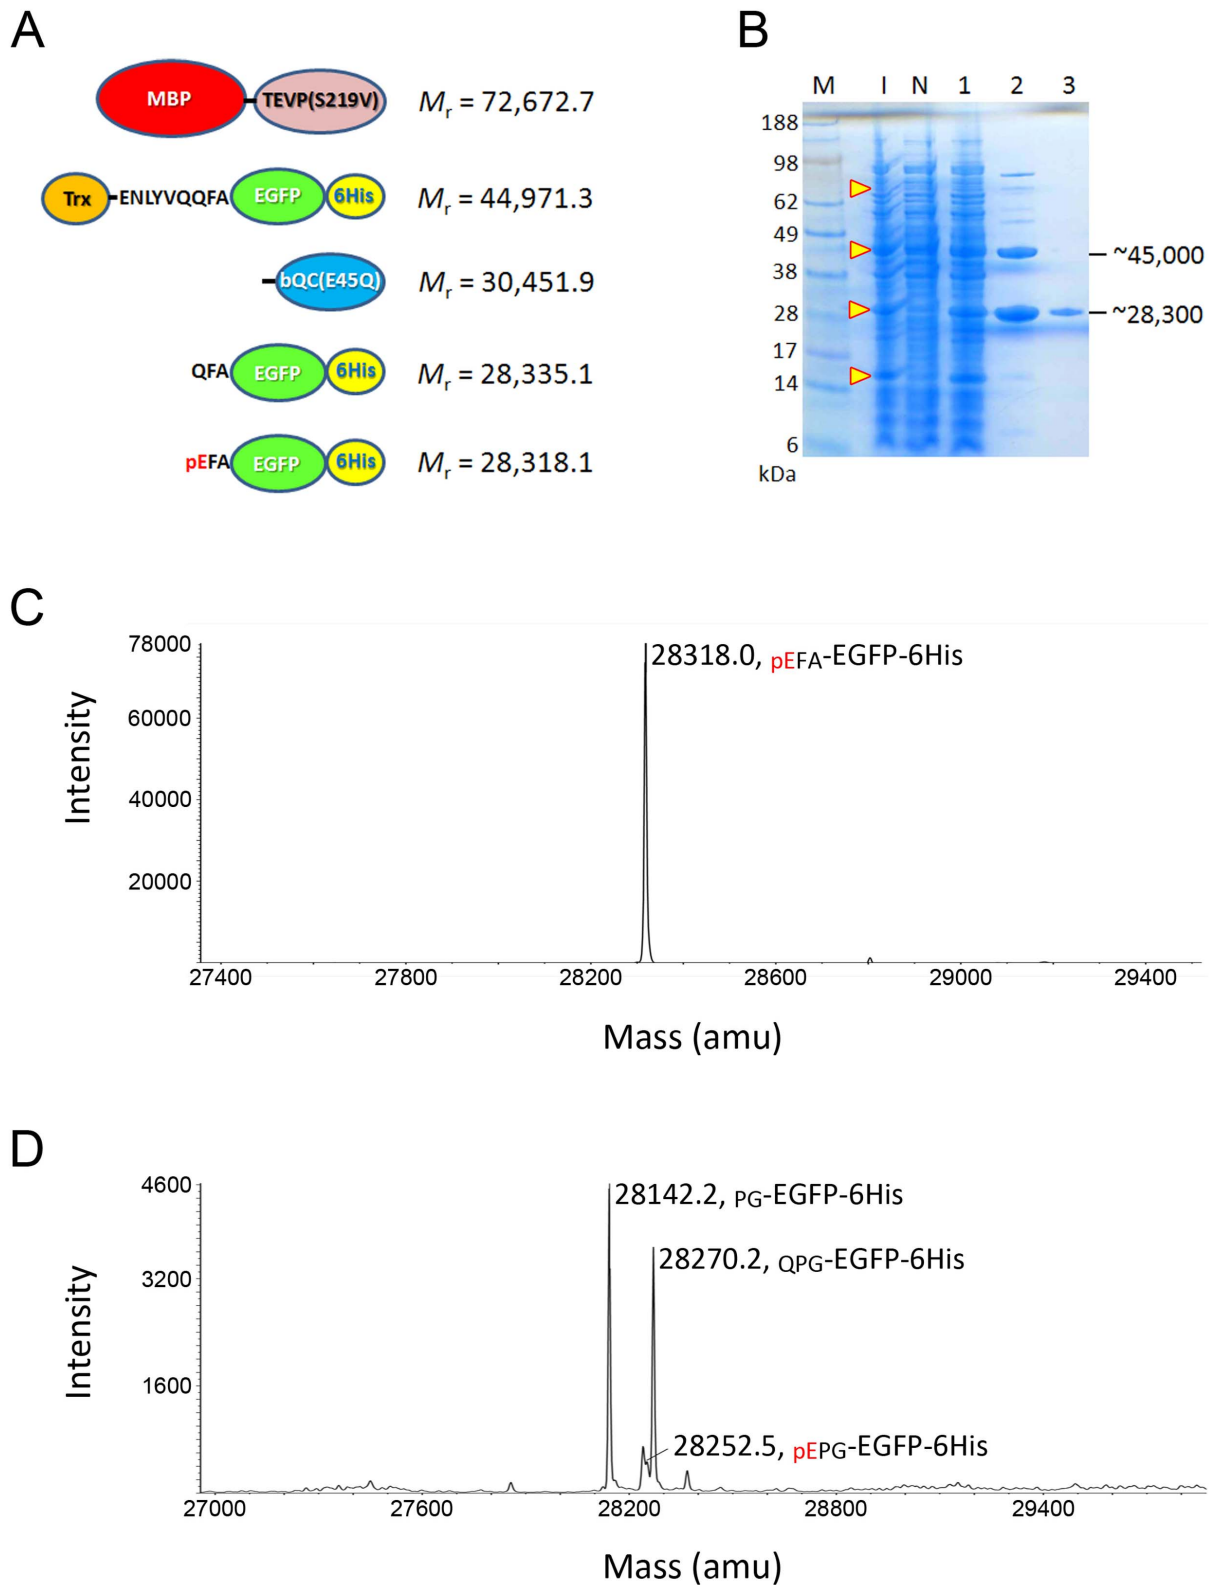 A
MBP
TEVP(S219V)
Mr = 72,672.7
Trx
ENLYVQQFA
EGFP
6His
Mr = 44,971.3
bQC(E45Q)
Mr = 30,451.9
QFA
EGFP
6His
Mr = 28,335.1
pEFA
EGFP
6His
Mr = 28,318.1
B
M I N 1 2 3
188
98
62
49
38
28
17
14
6
kDa
~45,000
~28,300
C
78000
60000
40000
20000
Intensity
28318.0, pEFA-EGFP-6His
27400 27800 28200 28600 29000 29400
Mass (amu)
D
4600
3200
1600
Intensity
28142.2, PG-EGFP-6His
28270.2, QPG-EGFP-6His
28252.5, pEPG-EGFP-6His
27000 27600 28200 28800 29400
Mass (amu)